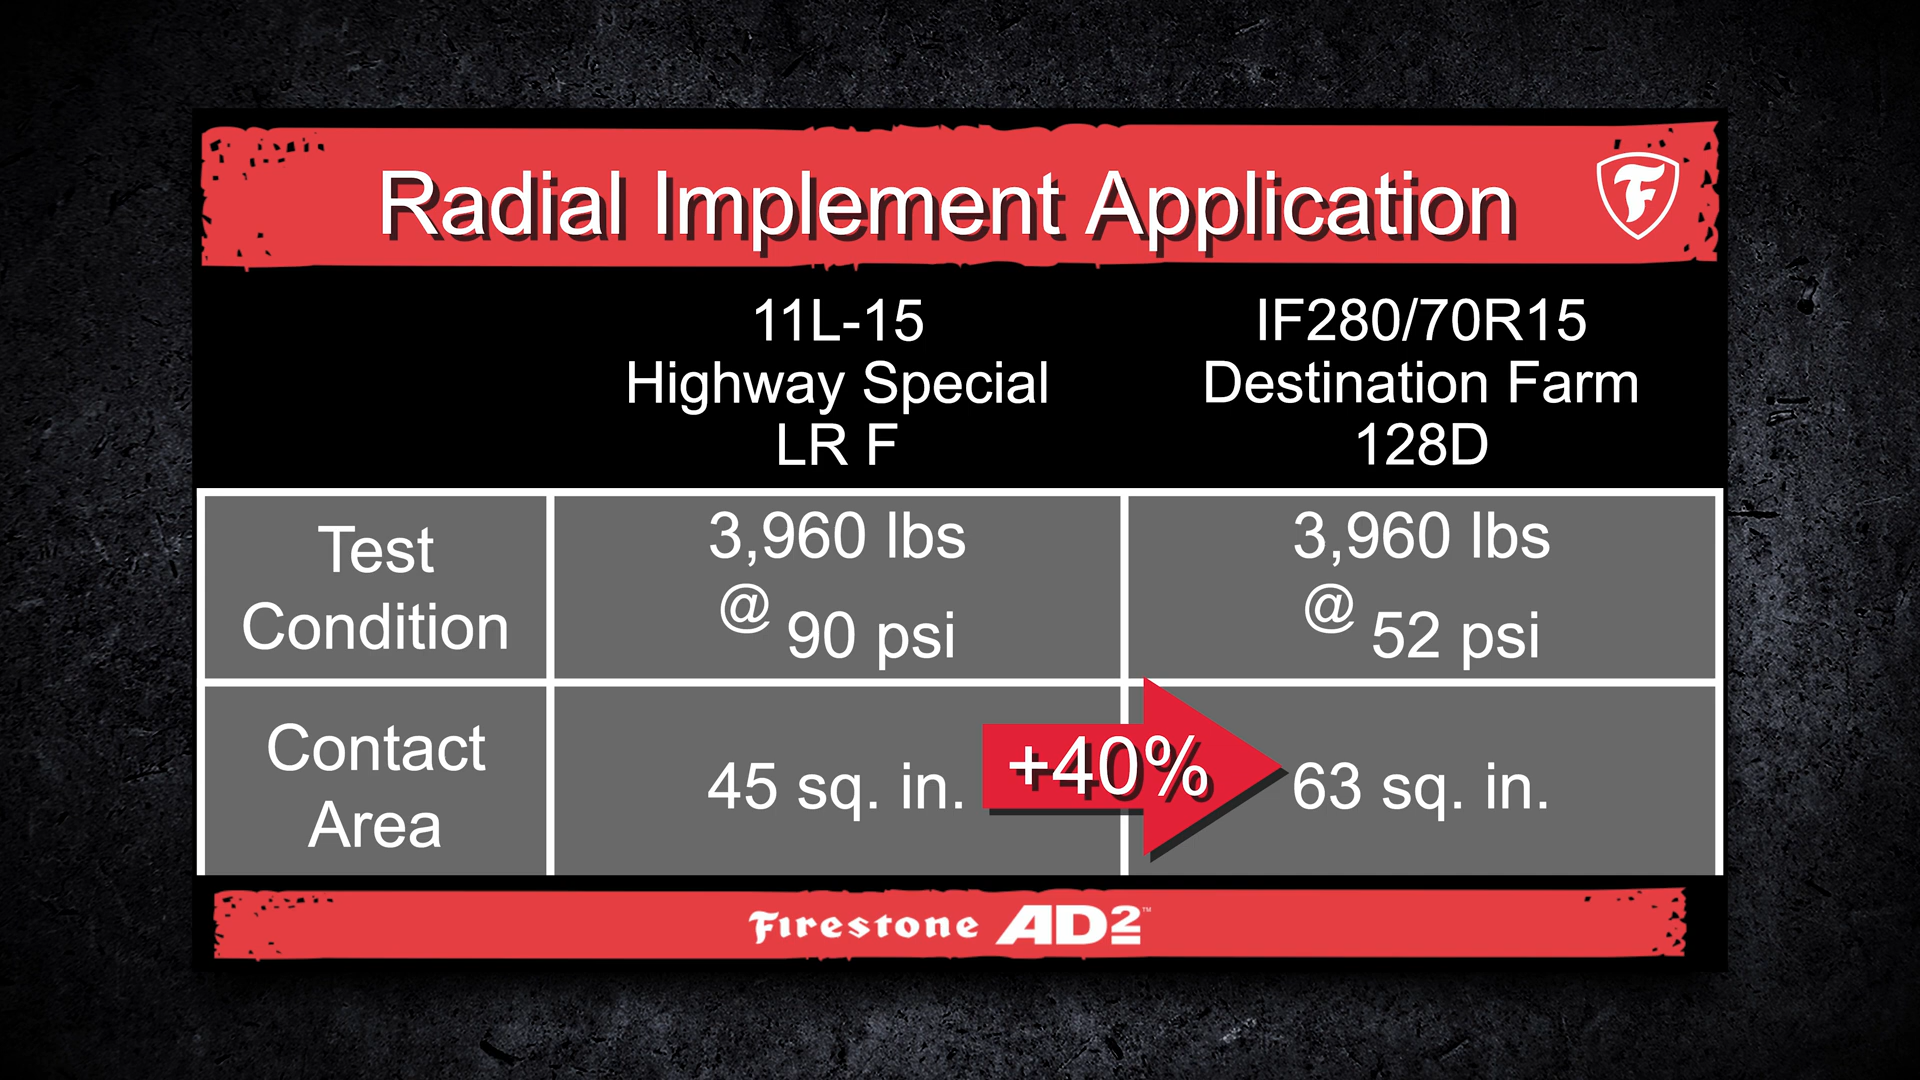 Radial Implement Application
F
11L-15
Highway Special
LR F
IF280/70R15
Destination Farm
128D
Test
Condition
3,960 lbs
@ 90 psi
3,960 lbs
@ 52 psi
Contact
Area
45 sq. in.
+40%
63 sq. in.
Firestone AD2™